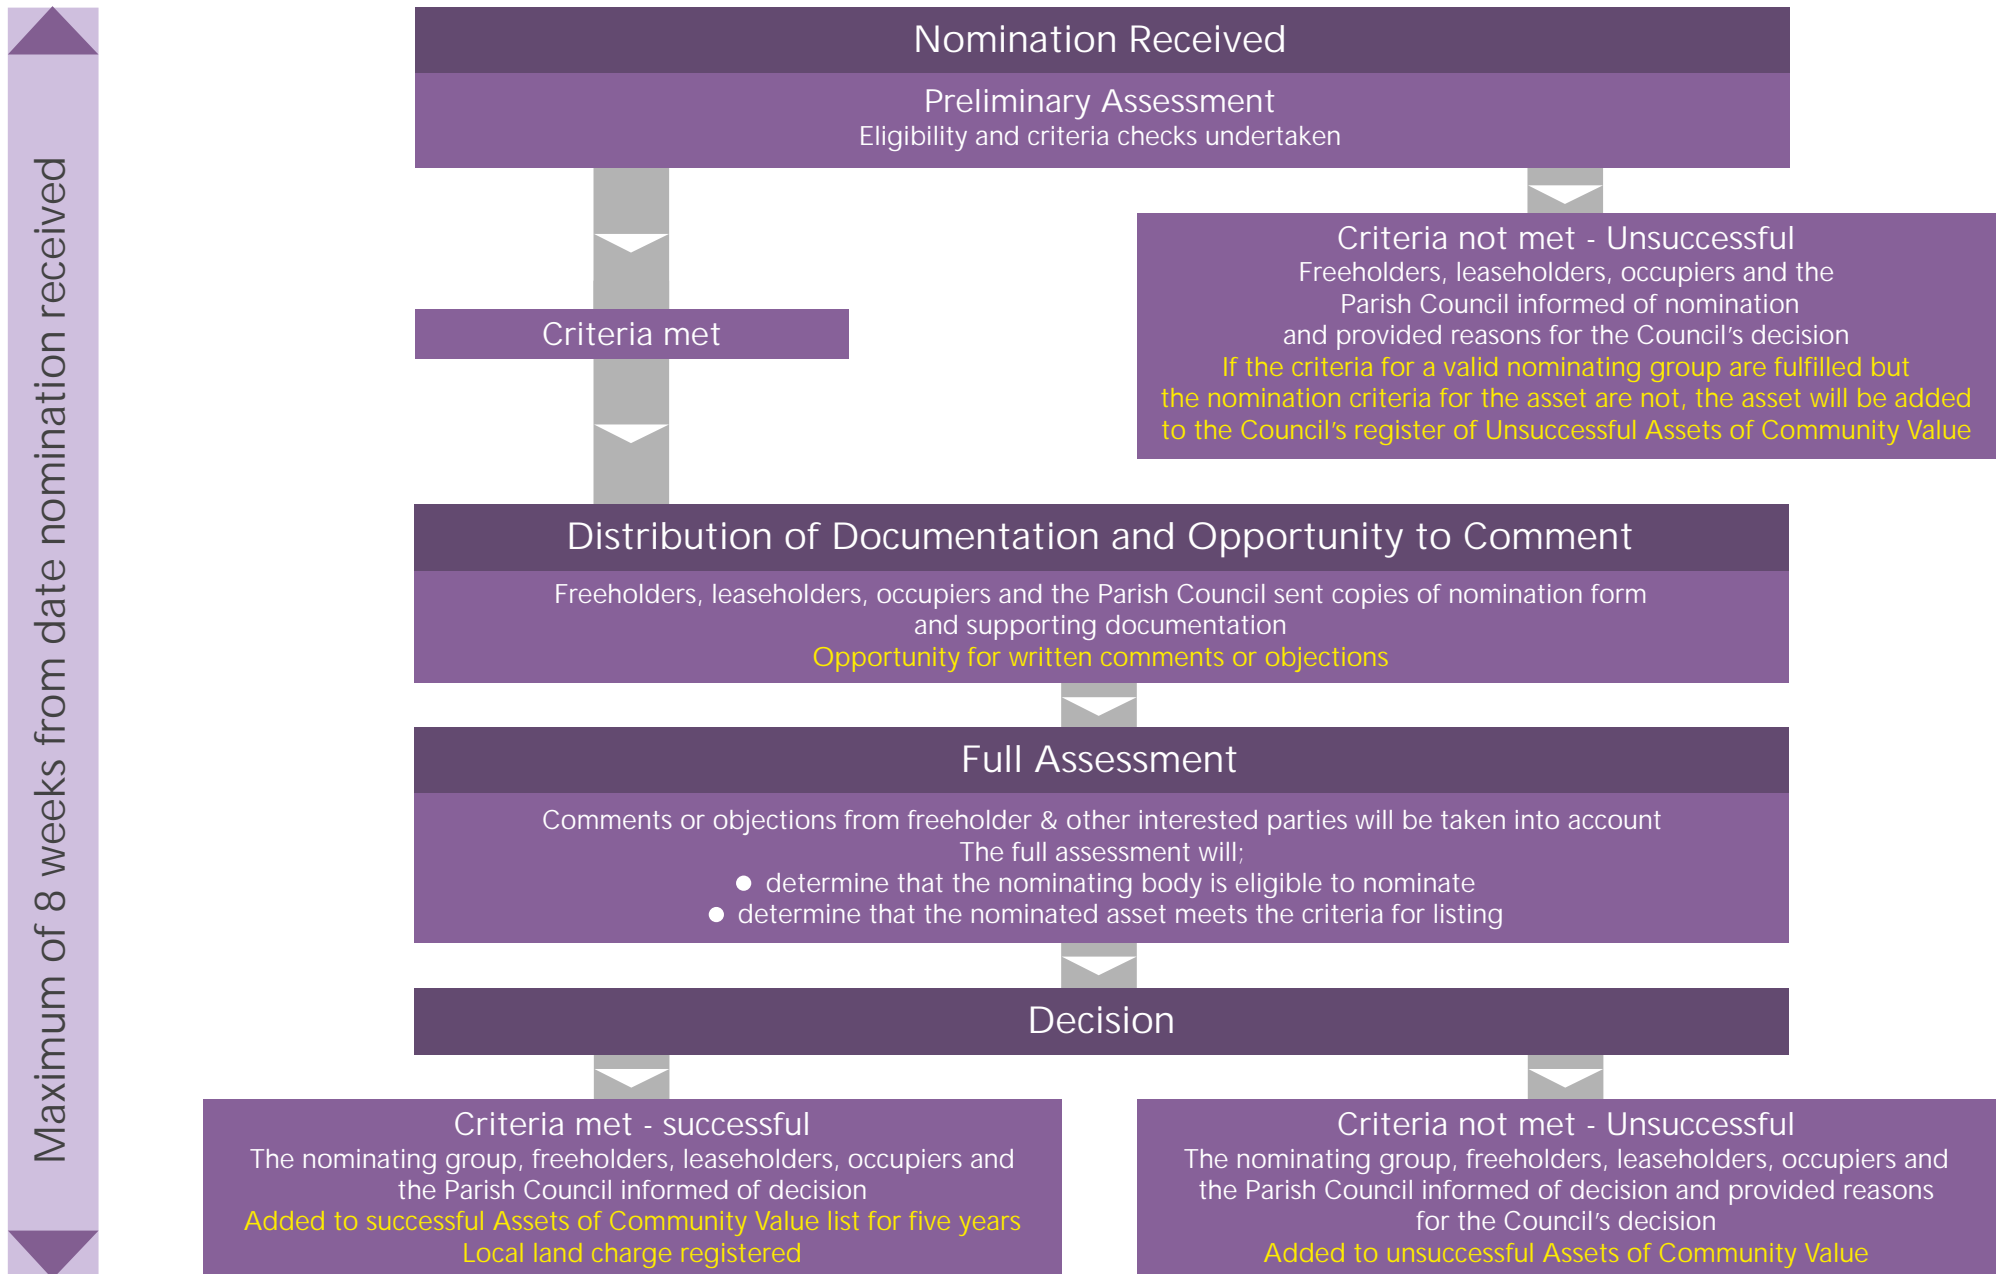 Maximum of 8 weeks from date nomination received
Nomination Received
Preliminary Assessment
Eligibility and criteria checks undertaken
Criteria met
Criteria not met - Unsuccessful
Freeholders, leaseholders, occupiers and the
Parish Council informed of nomination
and provided reasons for the Council’s decision
If the criteria for a valid nominating group are fulfilled but
the nomination criteria for the asset are not, the asset will be added
to the Council’s register of Unsuccessful Assets of Community Value
Distribution of Documentation and Opportunity to Comment
Freeholders, leaseholders, occupiers and the Parish Council sent copies of nomination form
and supporting documentation
Opportunity for written comments or objections
Full Assessment
Comments or objections from freeholder & other interested parties will be taken into account
The full assessment will;
● determine that the nominating body is eligible to nominate
● determine that the nominated asset meets the criteria for listing
Decision
Criteria met - successful
The nominating group, freeholders, leaseholders, occupiers and
the Parish Council informed of decision
Added to successful Assets of Community Value list for five years
Local land charge registered
Criteria not met - Unsuccessful
The nominating group, freeholders, leaseholders, occupiers and
the Parish Council informed of decision and provided reasons
for the Council’s decision
Added to unsuccessful Assets of Community Value